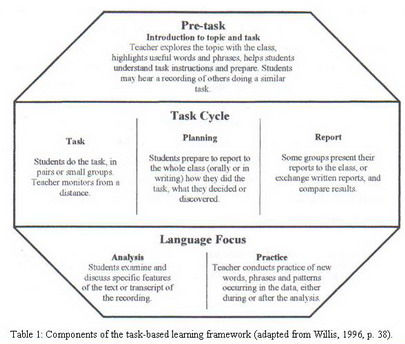 Pre-task
Introduction to topic and task
Teacher explores the topic with the class,
highlights useful words and phrases, helps students
understand task instructions and prepare. Students
may hear a recording of others doing a similar
task.
Task Cycle
Task
Students do the task, in
pairs or small groups.
Teacher monitors from a
distance.
Planning
Students prepare to report to
the whole class (orally or in
writing) how they did the
task, what they decided or
discovered.
Report
Some groups present their
reports to the class, or
exchange written reports, and
compare results.
Language Focus
Analysis
Students examine and
discuss specific features
of the text or transcript of
the recording.
Practice
Teacher conducts practice of new
words, phrases and patterns
occurring in the data, either
during or after the analysis.
Table 1: Components of the task-based learning framework (adapted from Willis, 1996, p. 38).